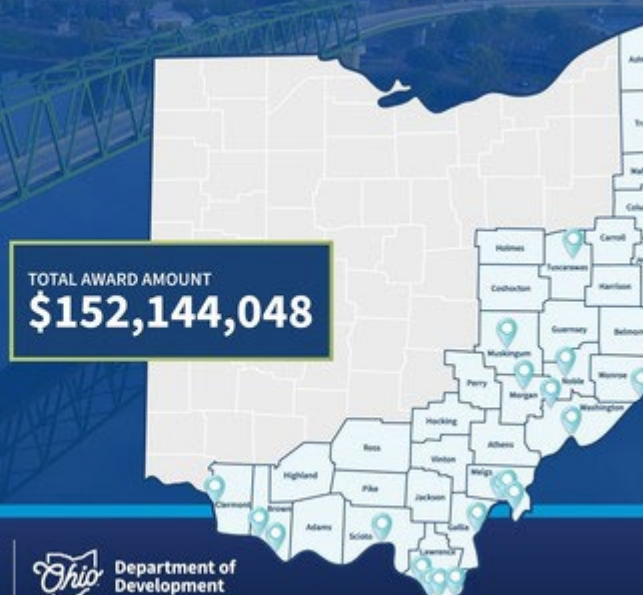 TOTAL AWARD AMOUNT
$152,144,048
Holmes
Carroll
Tuscarawas
Coshocton
Harrison
Guernsey
Muskingum
Perry
Morgan
Noble
Monroe
Washington
Hocking
Athens
Ross
Vinton
Highland
Meigs
Pike
Jackson
Clermont
Brown
Adams
Scioto
Gallia
Lawrence
Ohio
Department of
Development